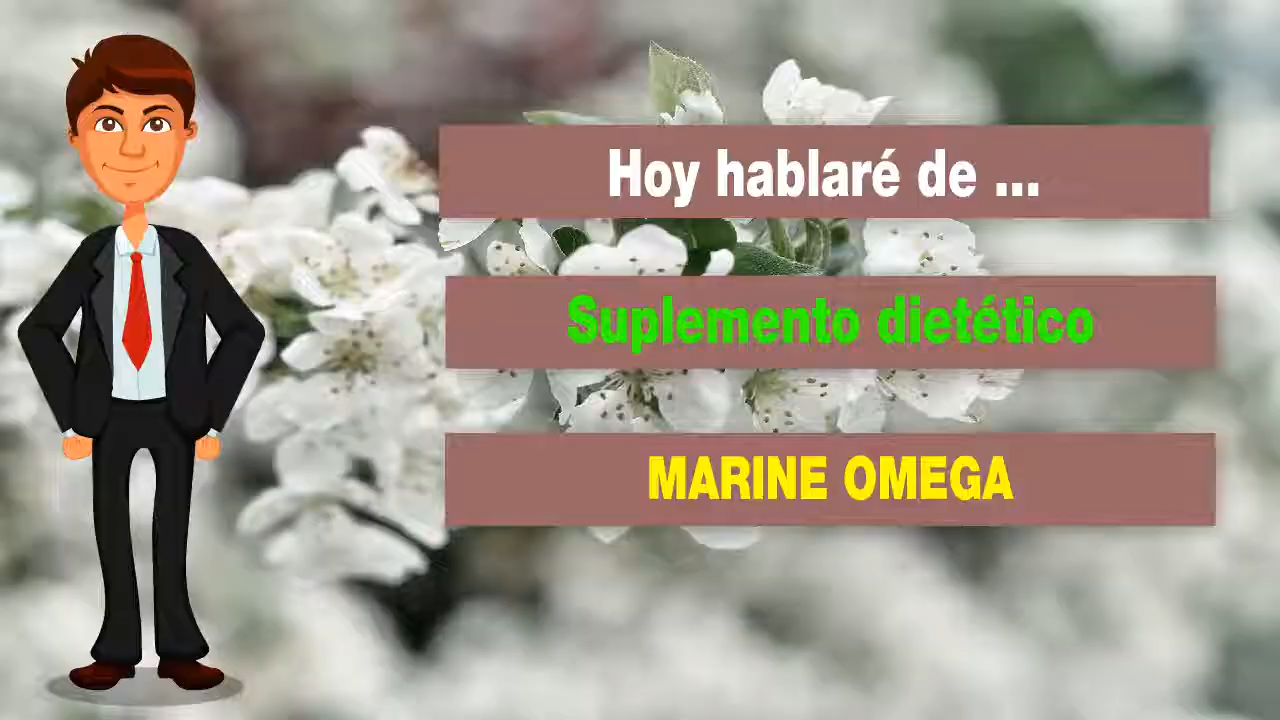 Hoy hablaré de ...
Suplemento dietético
MARINE OMEGA